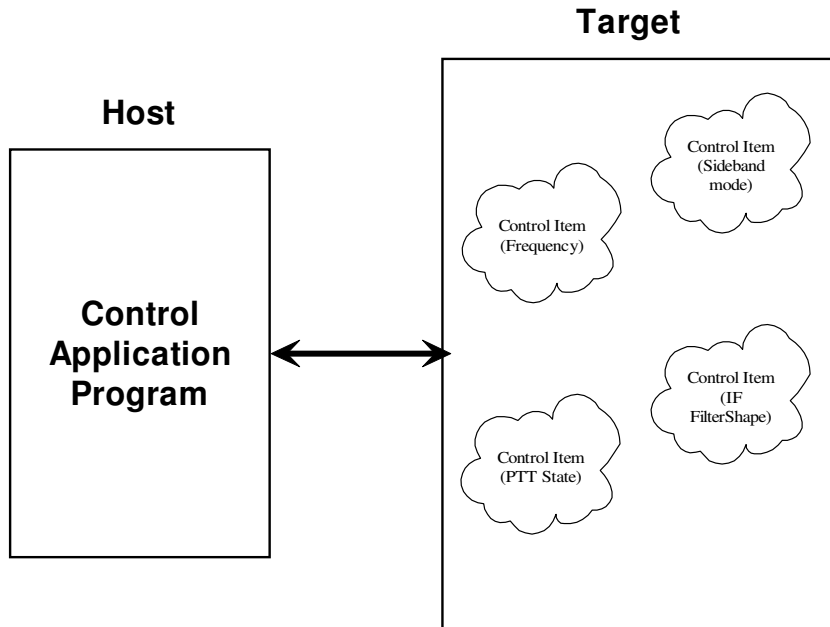 Target
Host
Control
Application
Program
Control Item
(Sideband
mode)
Control Item
(Frequency)
Control Item
(IF
FilterShape)
Control Item
(PTT State)